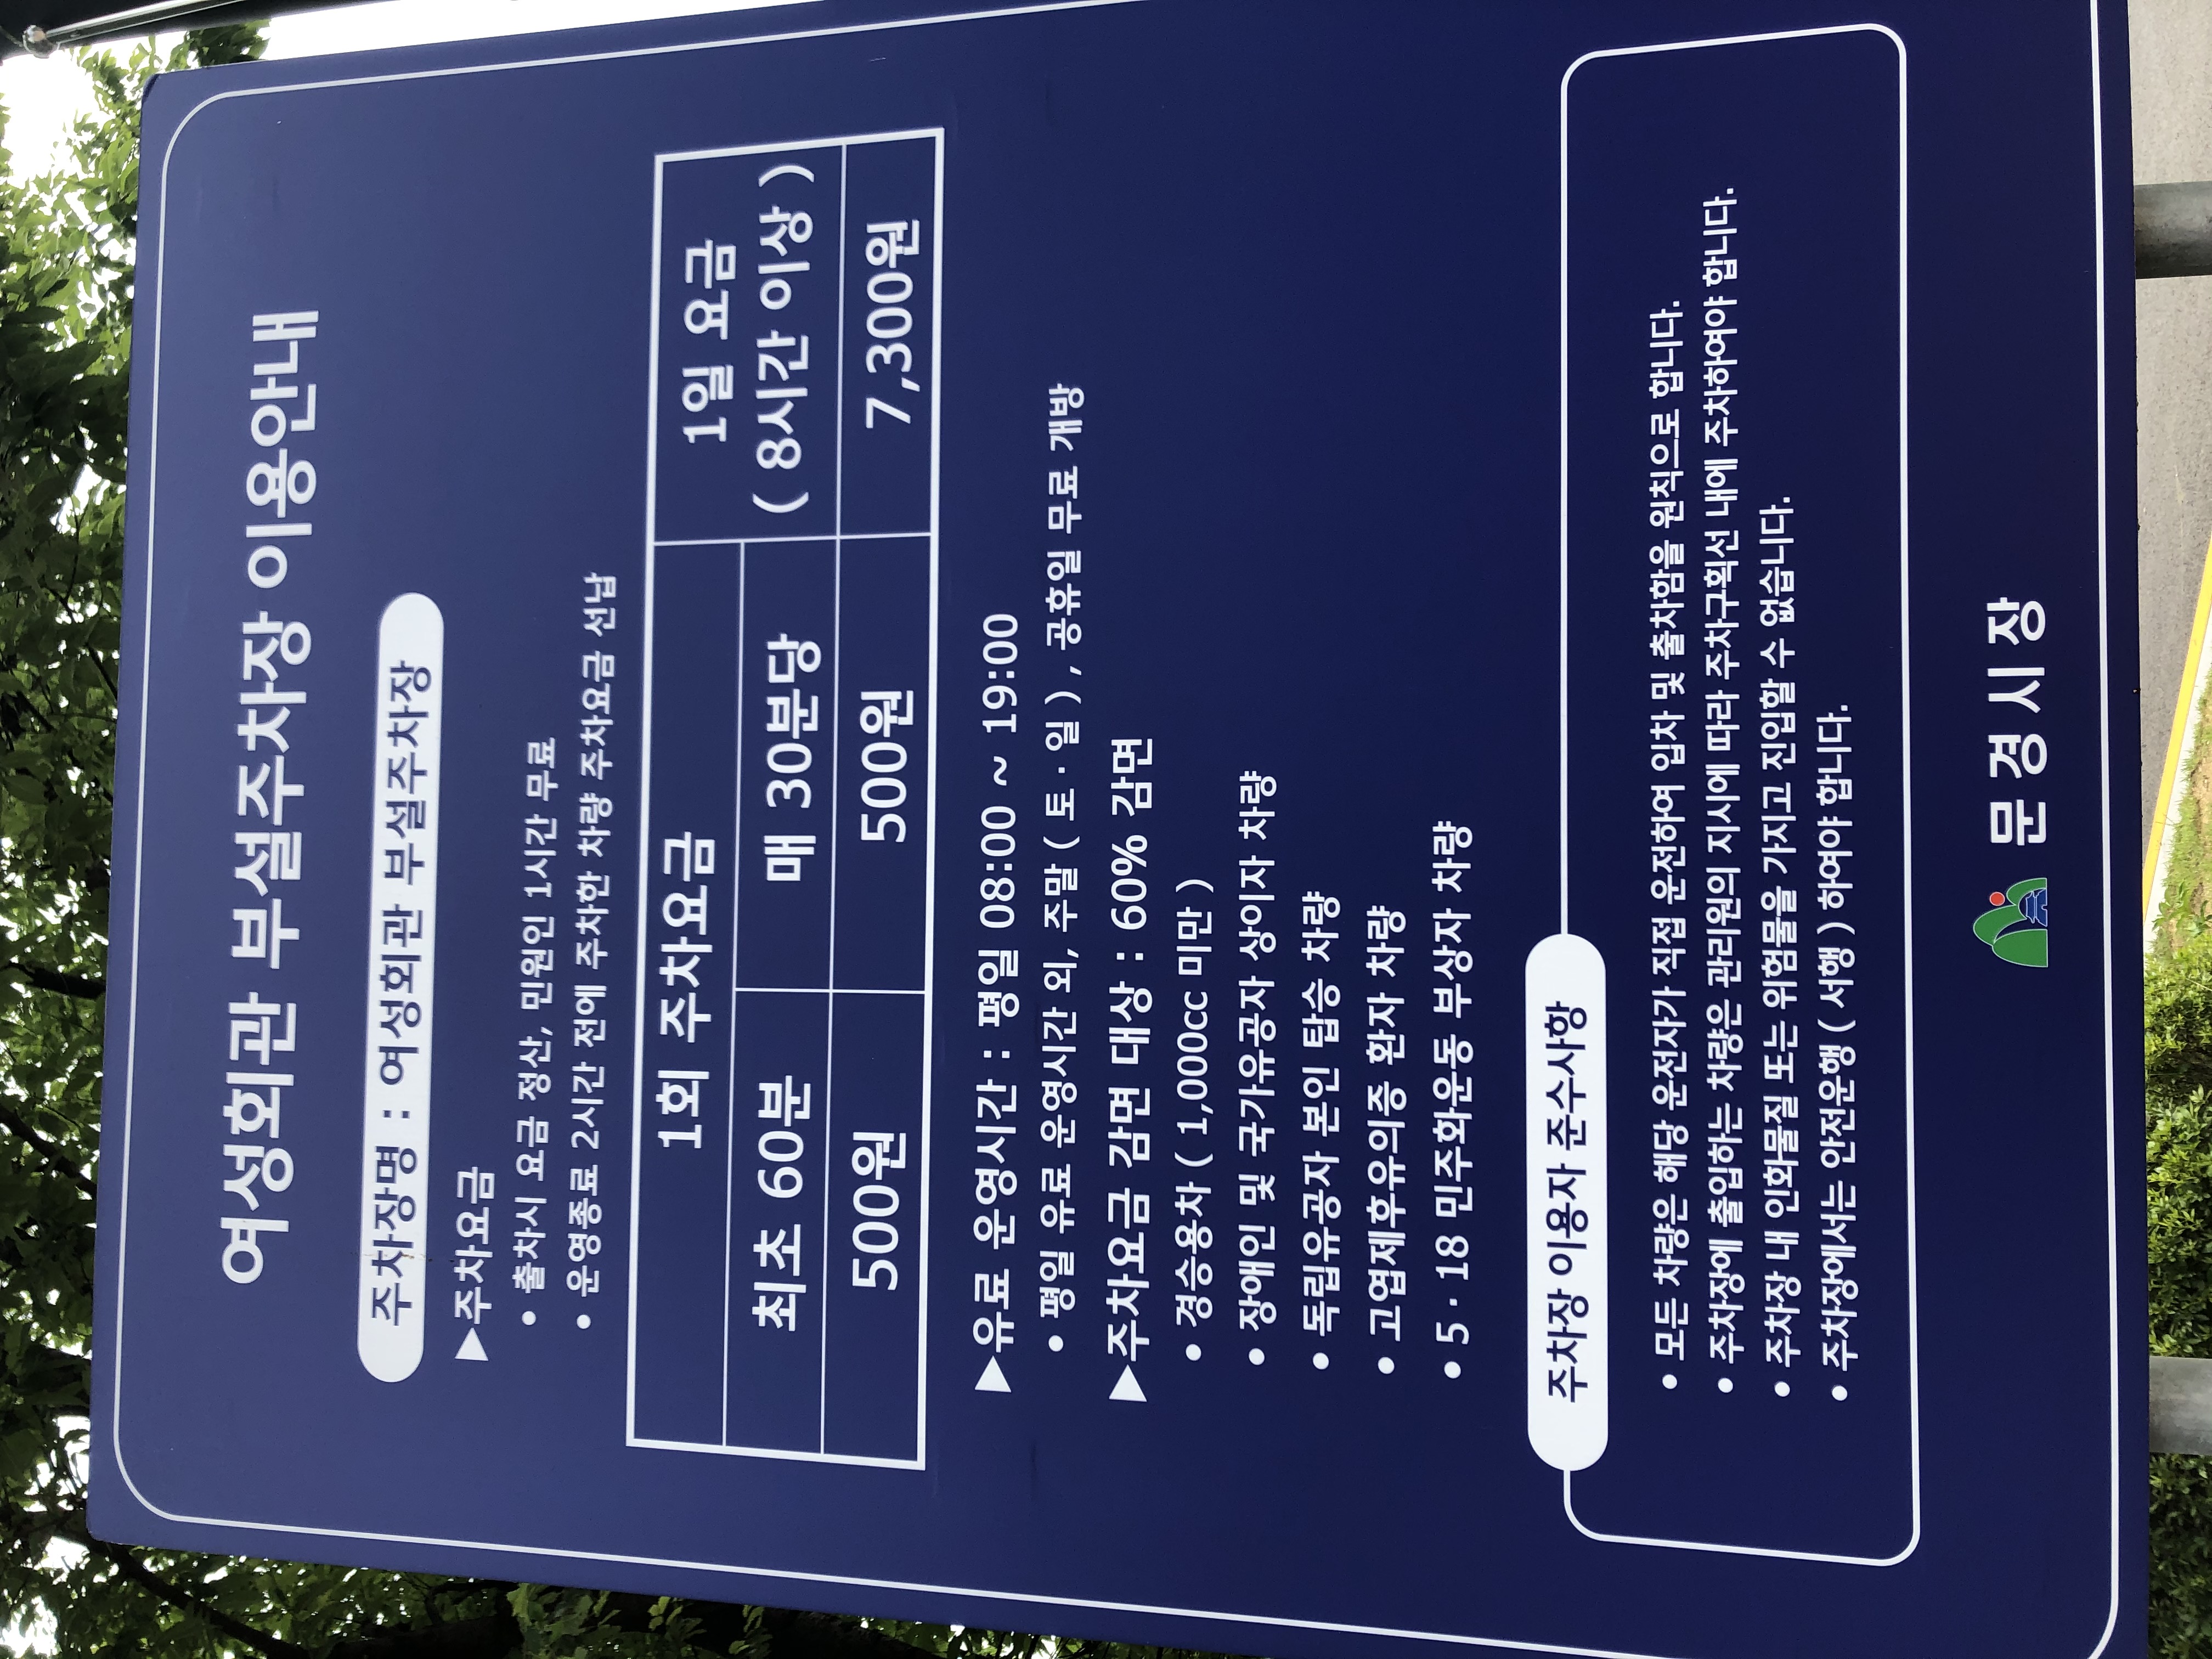 여성회관 부설주차장 이용안내
주차장명 : 여성회관 부설주차장
▶주차요금
• 출차시 요금 정산, 민원인 1시간 무료
• 운영종료 2시간 전에 주차한 차량 주차요금 선납
1회 주차요금
1일 요금
( 8시간 이상 )
최초 60분
매 30분당
500원
500원
7,300원
▶유료 운영시간 : 평일 08:00 ~ 19:00
• 평일 유료 운영시간 외, 주말 ( 토 · 일 ) , 공휴일 무료 개방
▶주차요금 감면 대상 : 60% 감면
• 경승용차 ( 1,000cc 미만 )
• 장애인 및 국가유공자 상이자 차량
• 독립유공자 본인 탑승 차량
• 고엽제후유의증 환자 차량
• 5 · 18 민주화운동 부상자 차량
주차장 이용자 준수사항
• 모든 차량은 해당 운전자가 직접 운전하여 입차 및 출차함을 원칙으로 합니다.
• 주차장에 출입하는 차량은 관리원의 지시에 따라 주차구획선 내에 주차하여야 합니다.
• 주차장 내 인화물질 또는 위험물을 가지고 진입할 수 없습니다.
• 주차장에서는 안전운행 ( 서행 ) 하여야 합니다.
문경시장